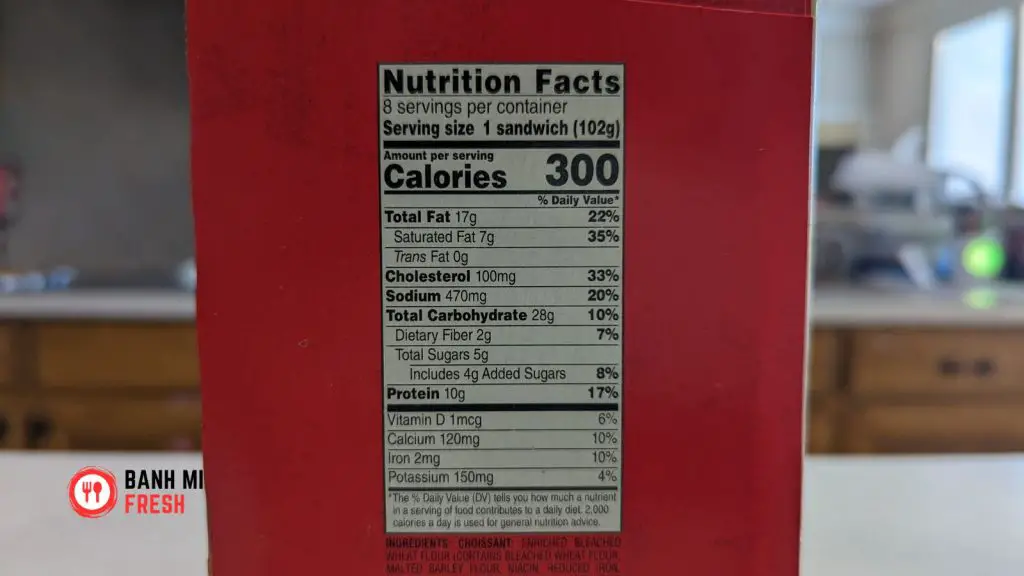 Nutrition Facts
8 servings per container
Serving size 1 sandwich (102g)
Amount per serving
Calories 300
% Daily Value*
Total Fat 17g 22%
Saturated Fat 7g 35%
Trans Fat 0g
Cholesterol 100mg 33%
Sodium 470mg 20%
Total Carbohydrate 28g 10%
Dietary Fiber 2g 7%
Total Sugars 5g
Includes 4g Added Sugars 8%
Protein 10g 17%
Vitamin D 1mcg 6%
Calcium 120mg 10%
Iron 2mg 10%
Potassium 150mg 4%
*The % Daily Value (DV) tells you how much a nutrient
in a serving of food contributes to a daily diet. 2,000
calories a day is used for general nutrition advice.
INGREDIENTS: CROISSANT: ENRICHED BLEACHED
WHEAT FLOUR (CONTAINS BLEACHED WHEAT FLOUR,
MALTED BARLEY FLOUR, NIACIN, REDUCED IRON,
BANH MI
FRESH